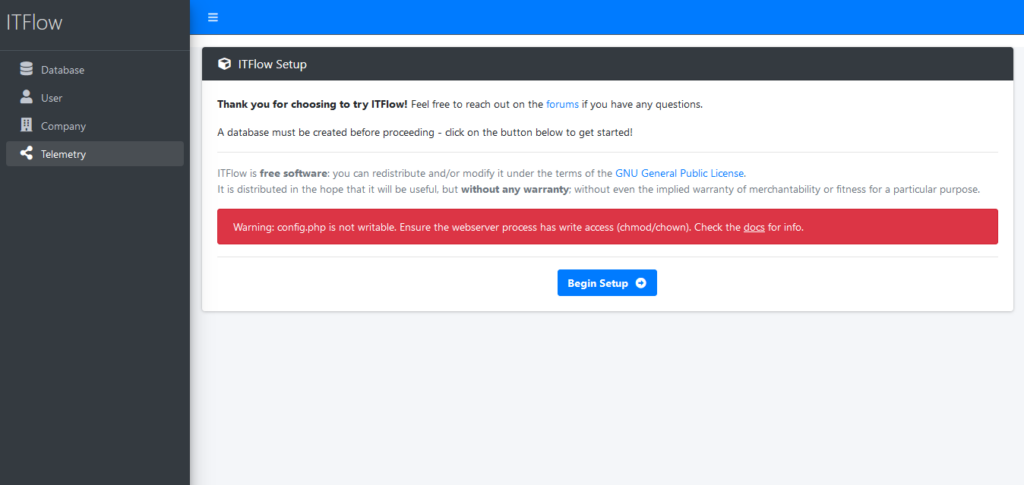 ITFlow
Database
User
Company
Telemetry
ITFlow Setup
Thank you for choosing to try ITFlow! Feel free to reach out on the forums if you have any questions.
A database must be created before proceeding - click on the button below to get started!
ITFlow is free software: you can redistribute and/or modify it under the terms of the GNU General Public License.
It is distributed in the hope that it will be useful, but without any warranty; without even the implied warranty of merchantability or fitness for a particular purpose.
Warning: config.php is not writable. Ensure the webserver process has write access (chmod/chown). Check the docs for info.
Begin Setup